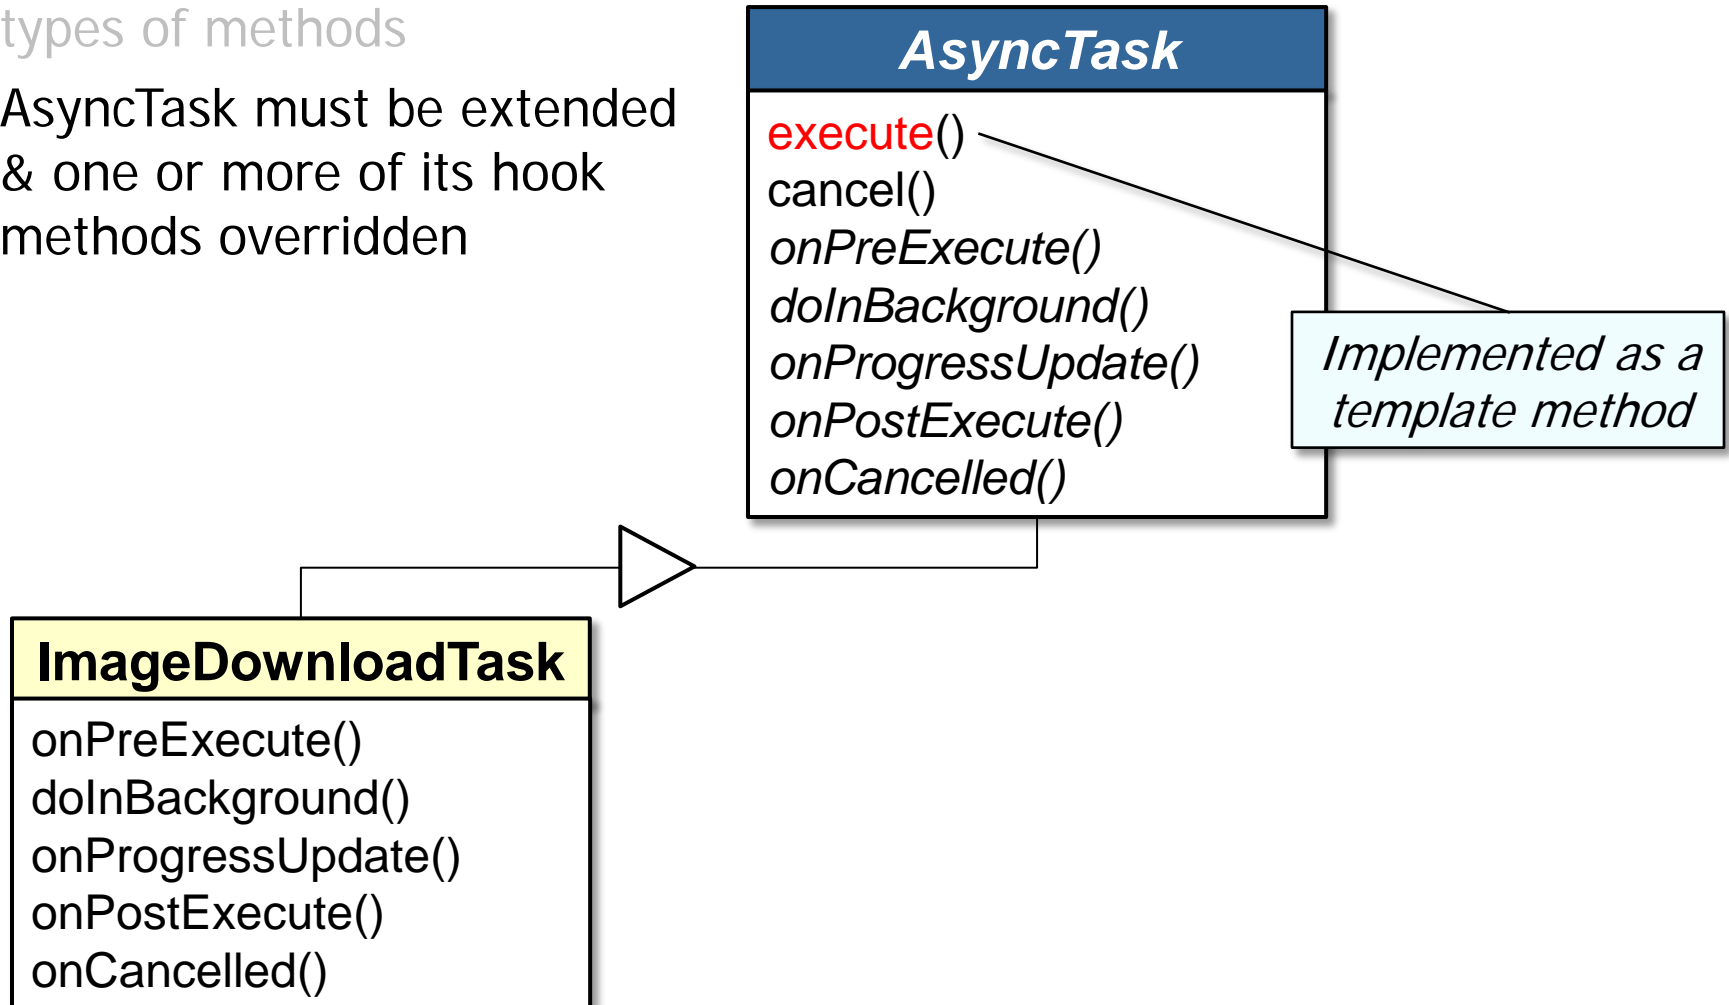 types of methods
AsyncTask must be extended
& one or more of its hook
methods overridden
AsyncTask
execute()
cancel()
onPreExecute()
doInBackground()
onProgressUpdate()
onPostExecute()
onCancelled()
Implemented as a
template method
ImageDownloadTask
onPreExecute()
doInBackground()
onProgressUpdate()
onPostExecute()
onCancelled()